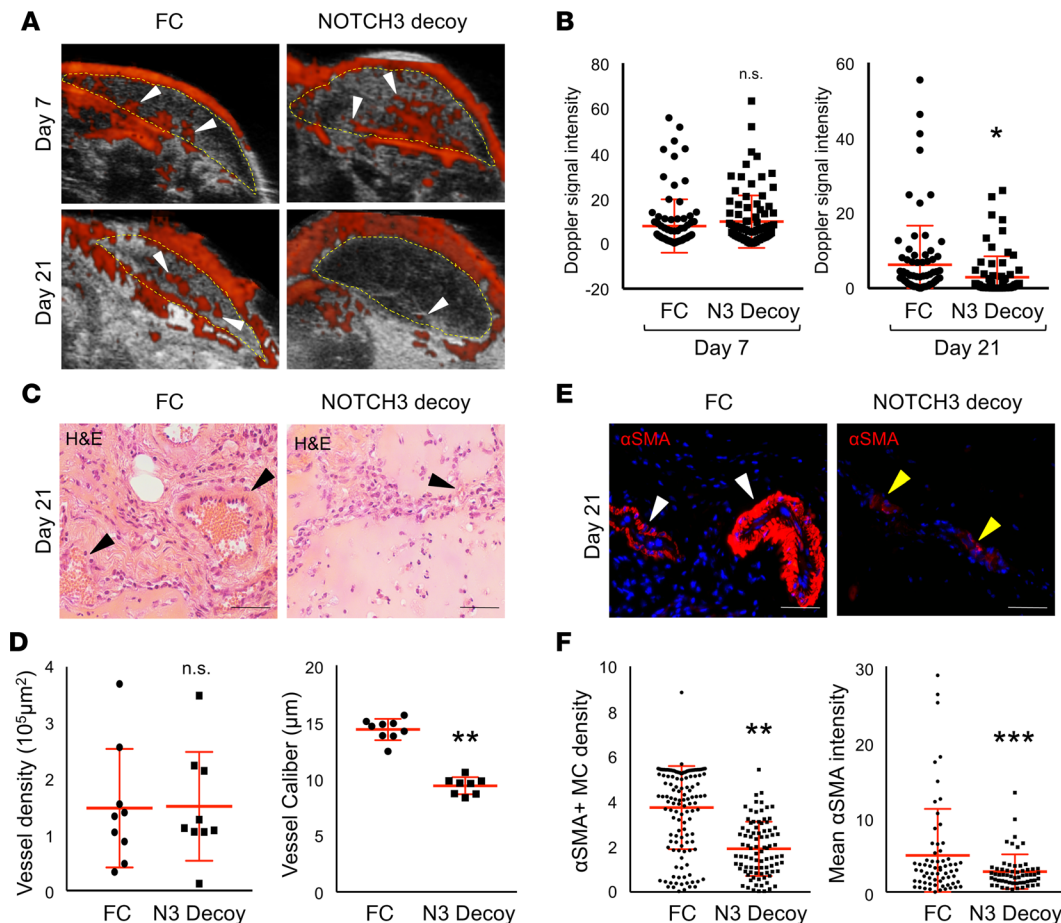 A
FC
NOTCH3 decoy
Day 7
Day 21
B
Doppler signal intensity
80
60
40
20
0
-20
n.s.
FC
N3 Decoy
Day 7
Doppler signal intensity
60
40
20
0
*
FC
N3 Decoy
Day 21
C
FC
NOTCH3 decoy
Day 21
H&E
H&E
E
FC
NOTCH3 decoy
Day 21
αSMA
αSMA
D
Vessel density (10⁵µm²)
4
3
2
1
0
n.s.
FC
N3 Decoy
Vessel Caliber (µm)
20
15
10
5
0
**
FC
N3 Decoy
F
αSMA+ MC density
10
8
6
4
2
0
**
FC
N3 Decoy
Mean αSMA intensity
30
20
10
0
***
FC
N3 Decoy